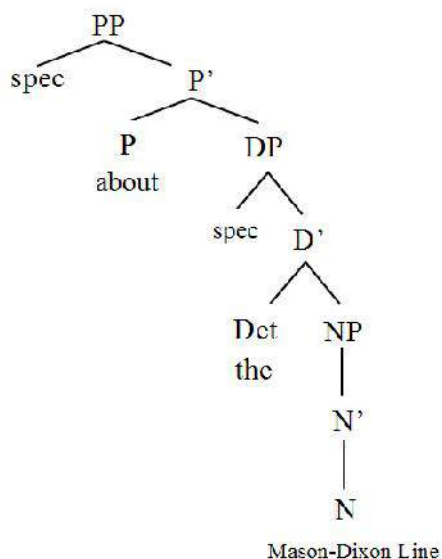 PP
spec P’
P DP
about
spec D’
Det NP
the
N’
N
Mason-Dixon Line